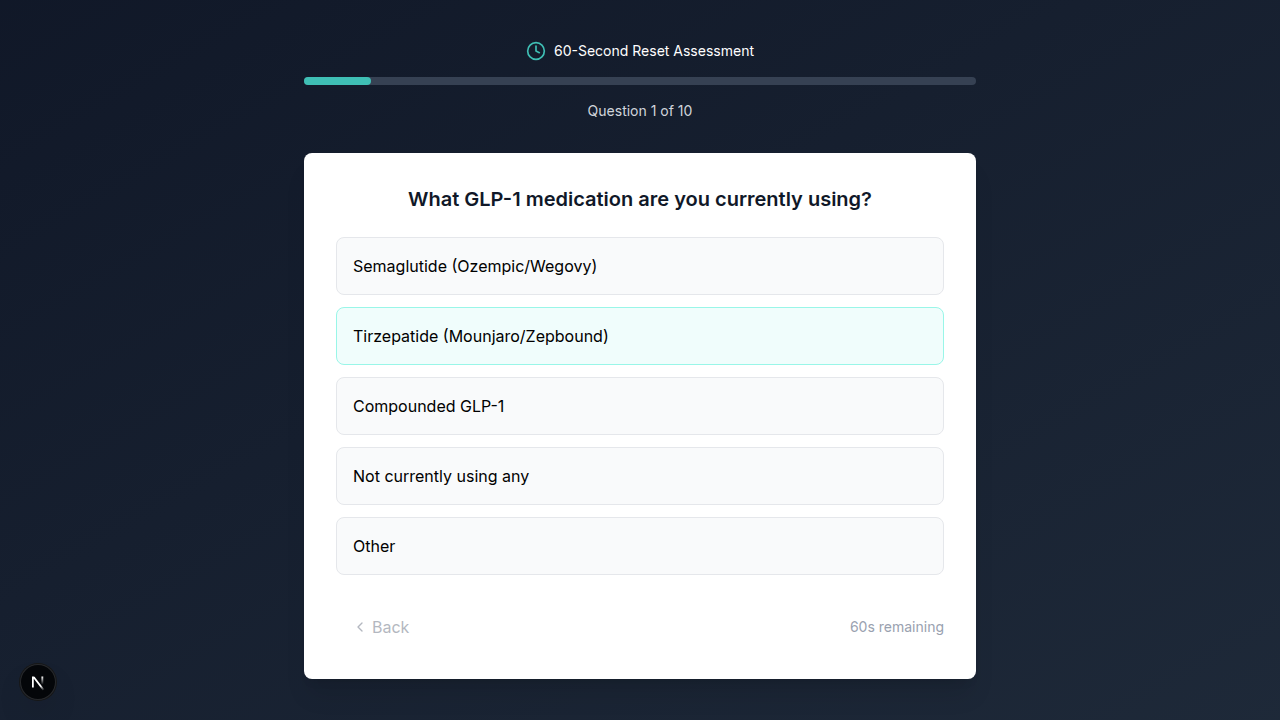 60-Second Reset Assessment
Question 1 of 10
What GLP-1 medication are you currently using?
Semaglutide (Ozempic/Wegovy)
Tirzepatide (Mounjaro/Zepbound)
Compounded GLP-1
Not currently using any
Other
Back
60s remaining
N